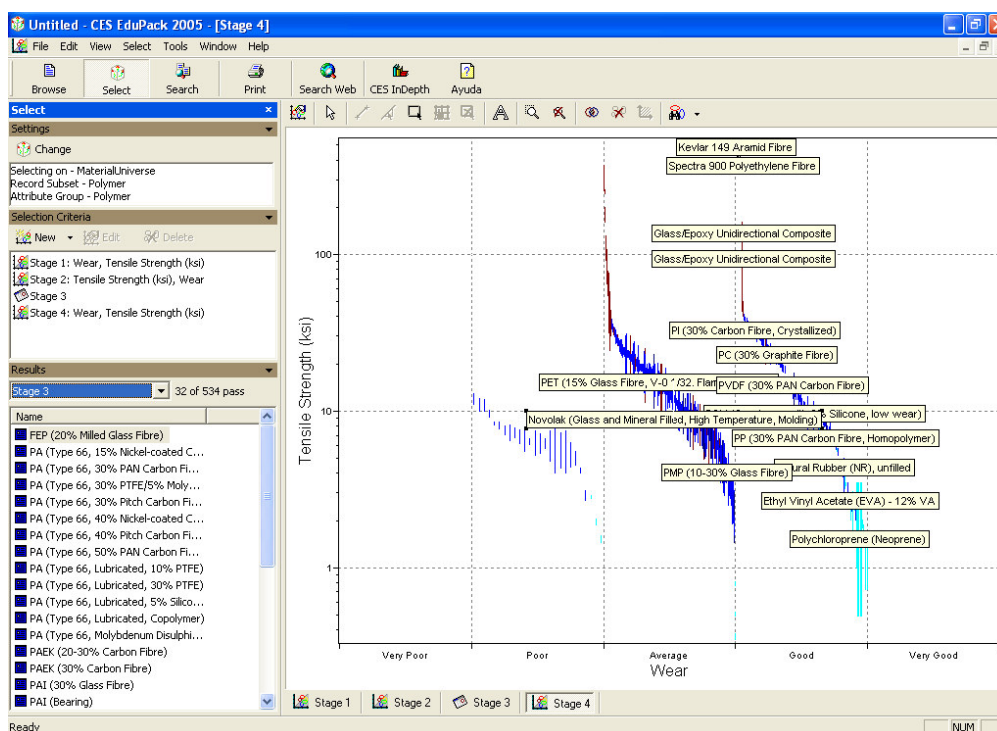 Untitled - CES EduPack 2005 - [Stage 4]
File Edit View Select Tools Window Help
Browse Select Search Print Search Web CES InDepth Ayuda
Select
Settings
Change
Selecting on - MaterialUniverse
Record Subset - Polymer
Attribute Group - Polymer
Selection Criteria
New Edit Delete
Stage 1: Wear, Tensile Strength (ksi)
Stage 2: Tensile Strength (ksi), Wear
Stage 3
Stage 4: Wear, Tensile Strength (ksi)
Results
Stage 3 32 of 534 pass
Name
FEP (20% Milled Glass Fibre)
PA (Type 66, 15% Nickel-coated C...
PA (Type 66, 30% PAN Carbon Fi...
PA (Type 66, 30% PTFE/5% Moly...
PA (Type 66, 30% Pitch Carbon Fi...
PA (Type 66, 40% Nickel-coated C...
PA (Type 66, 40% Pitch Carbon Fi...
PA (Type 66, 50% PAN Carbon Fi...
PA (Type 66, Lubricated, 10% PTFE)
PA (Type 66, Lubricated, 30% PTFE)
PA (Type 66, Lubricated, 5% Silico...
PA (Type 66, Lubricated, Copolymer)
PA (Type 66, Molybdenum Disulphi...
PAEK (20-30% Carbon Fibre)
PAEK (30% Carbon Fibre)
PAI (30% Glass Fibre)
PAI (Bearing)
Kevlar 149 Aramid Fibre
Spectra 900 Polyethylene Fibre
Glass/Epoxy Unidirectional Composite
Glass/Epoxy Unidirectional Composite
PI (30% Carbon Fibre, Crystallized)
PC (30% Graphite Fibre)
PET (15% Glass Fibre, V-0
PVDF (30% PAN Carbon Fibre)
Silicone, low wear)
Novolak (Glass and Mineral Filled, High Temperature, Molding)
PP (30% PAN Carbon Fibre, Homopolymer)
PMP (10-30% Glass Fibre)
ural Rubber (NR), unfilled
Ethyl Vinyl Acetate (EVA) - 12% VA
Polychloroprene (Neoprene)
Tensile Strength (ksi)
100
10
1
Very Poor Poor Average Good Very Good
Wear
Stage 1 Stage 2 Stage 3 Stage 4
Ready NUM